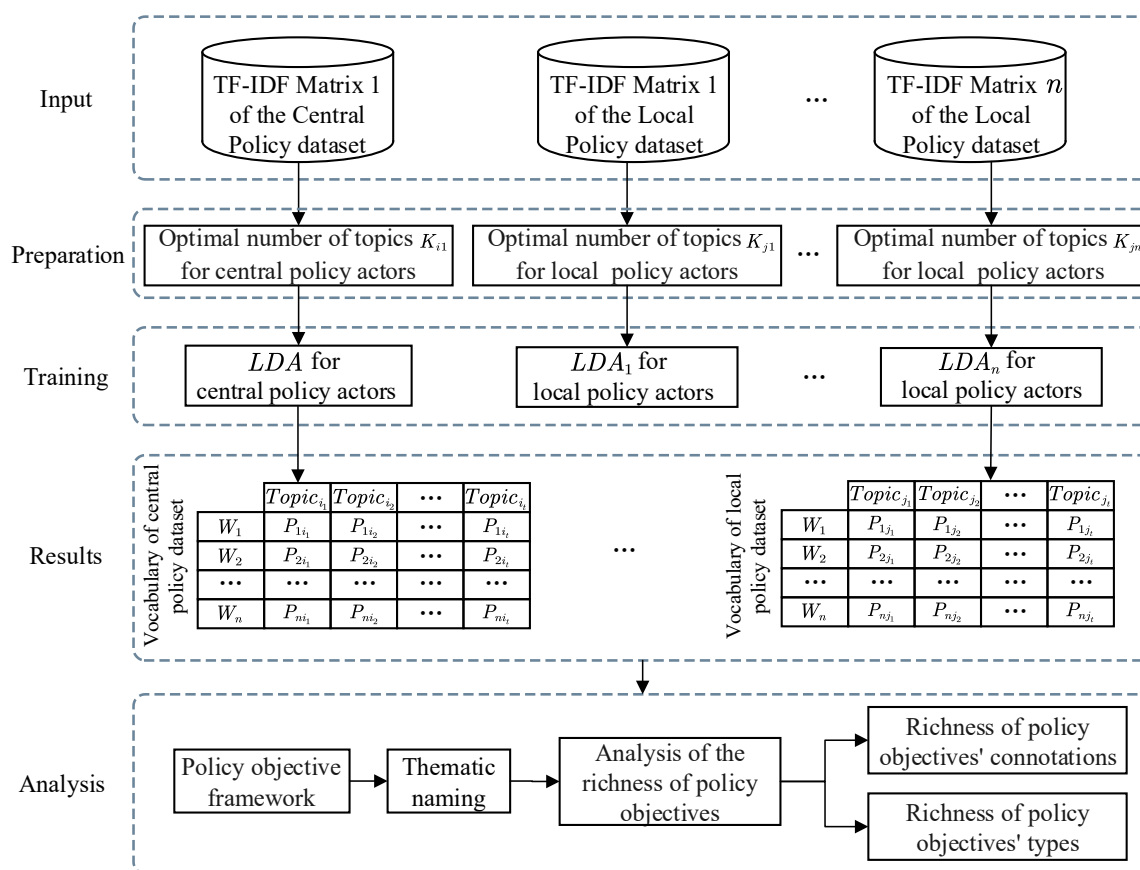 Input
TF-IDF Matrix 1
of the Central
Policy dataset
TF-IDF Matrix 1
of the Local
Policy dataset
...
TF-IDF Matrix n
of the Local
Policy dataset
Preparation
Optimal number of topics K_{i1}
for central policy actors
Optimal number of topics K_{j1}
for local policy actors
...
Optimal number of topics K_{jn}
for local policy actors
Training
LDA for
central policy actors
LDA_1 for
local policy actors
...
LDA_n for
local policy actors
Results
Vocabulary of central
policy dataset
Topic_{i_1} Topic_{i_2} ... Topic_{i_t}
W_1 P_{1i_1} P_{1i_2} ... P_{1i_t}
W_2 P_{2i_1} P_{2i_2} ... P_{2i_t}
... ... ... ... ...
W_n P_{ni_1} P_{ni_2} ... P_{ni_t}
...
Vocabulary of local
policy dataset
Topic_{j_1} Topic_{j_2} ... Topic_{j_t}
W_1 P_{1j_1} P_{1j_2} ... P_{1j_t}
W_2 P_{2j_1} P_{2j_2} ... P_{2j_t}
... ... ... ... ...
W_n P_{nj_1} P_{nj_2} ... P_{nj_t}
Analysis
Policy objective
framework
Thematic
naming
Analysis of the
richness of policy
objectives
Richness of policy
objectives' connotations
Richness of policy
objectives' types